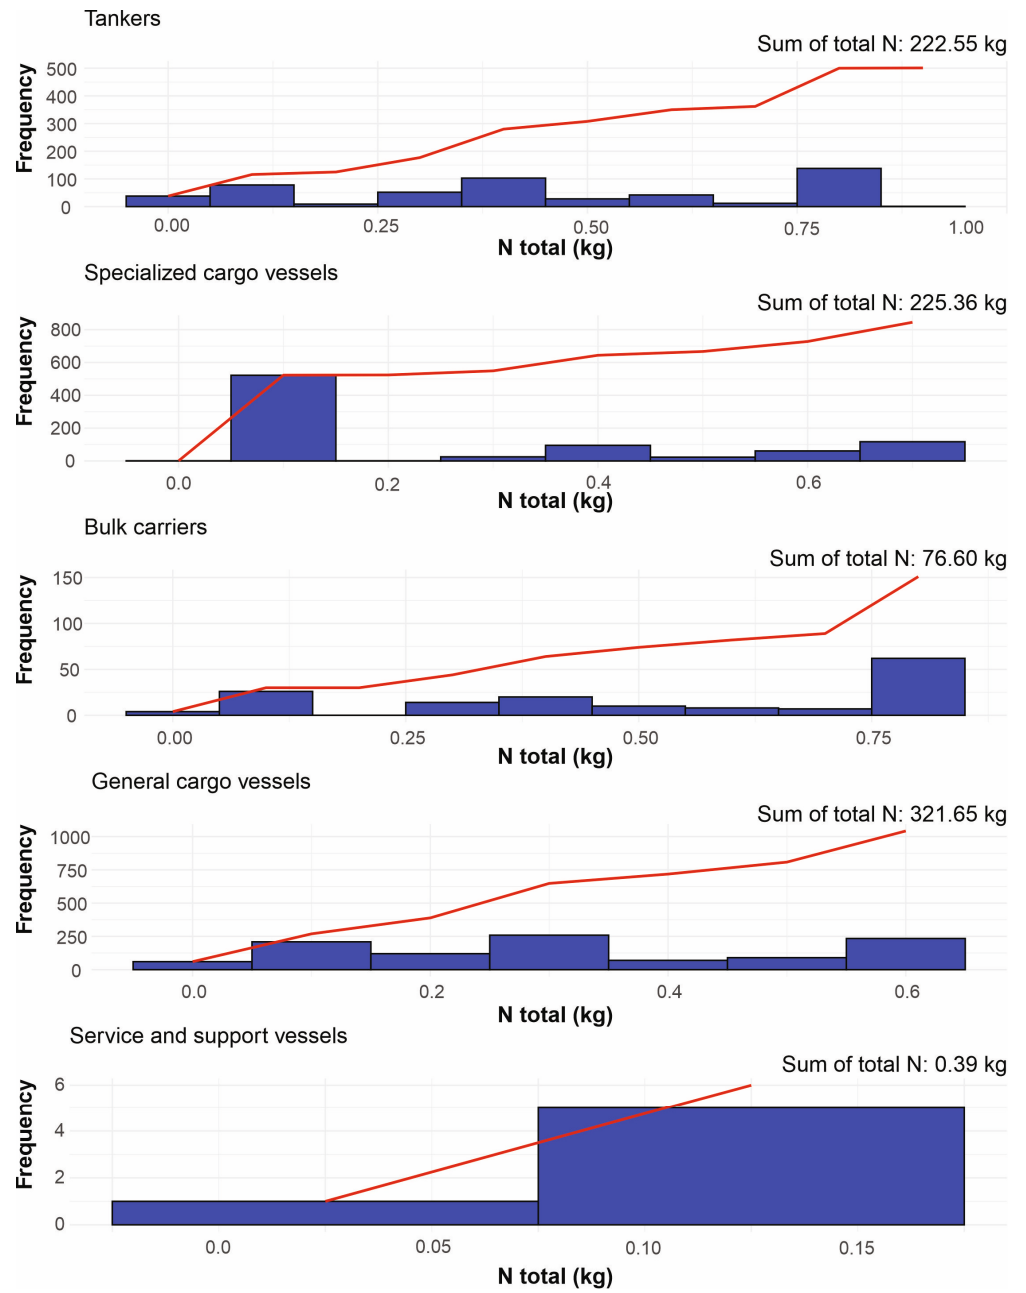 Tankers
Sum of total N: 222.55 kg
Frequency
500
400
300
200
100
0
0.00 0.25 0.50 0.75 1.00
N total (kg)
Specialized cargo vessels
Sum of total N: 225.36 kg
Frequency
800
600
400
200
0
0.0 0.2 0.4 0.6
N total (kg)
Bulk carriers
Sum of total N: 76.60 kg
Frequency
150
100
50
0
0.00 0.25 0.50 0.75
N total (kg)
General cargo vessels
Sum of total N: 321.65 kg
Frequency
1000
750
500
250
0
0.0 0.2 0.4 0.6
N total (kg)
Service and support vessels
Sum of total N: 0.39 kg
Frequency
6
4
2
0
0.0 0.05 0.10 0.15
N total (kg)